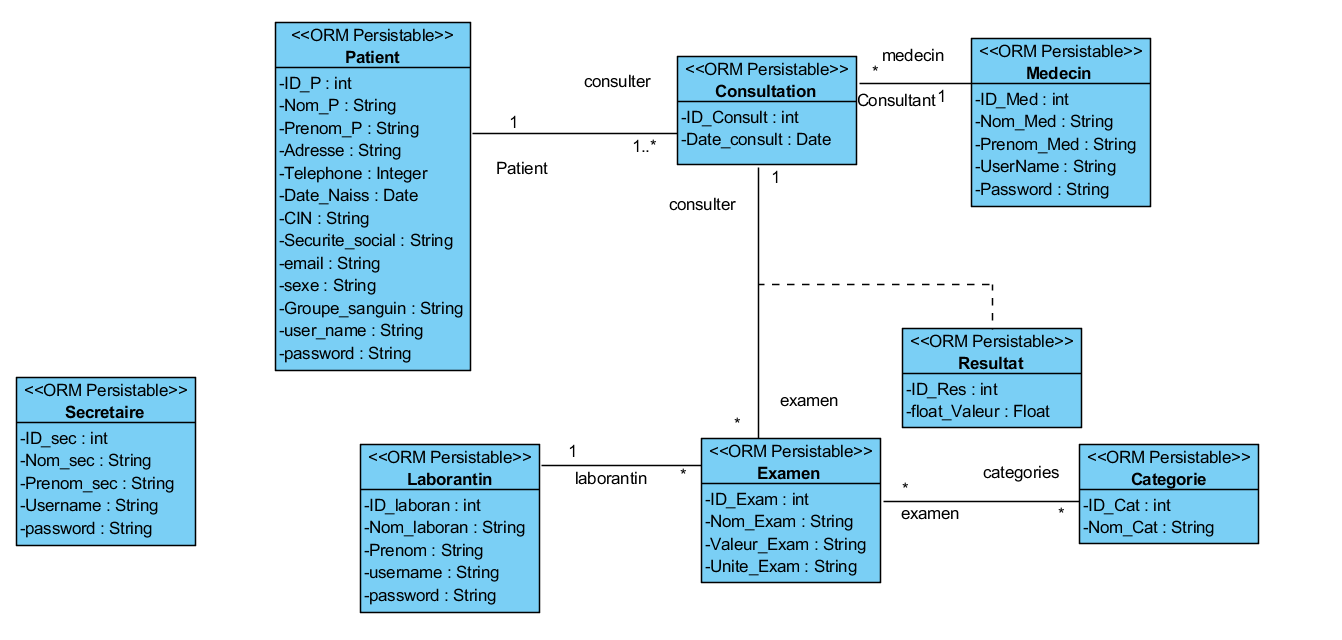 <<ORM Persistable>>
Patient
-ID_P : int
-Nom_P : String
-Prenom_P : String
-Adresse : String
-Telephone : Integer
-Date_Naiss : Date
-CIN : String
-Securite_social : String
-email : String
-sexe : String
-Groupe_sanguin : String
-user_name : String
-password : String
consulter
1
1..*
Patient
<<ORM Persistable>>
Consultation
-ID_Consult : int
-Date_consult : Date
medecin
*
Consultant
1
<<ORM Persistable>>
Medecin
-ID_Med : int
-Nom_Med : String
-Prenom_Med : String
-UserName : String
-Password : String
1
consulter
<<ORM Persistable>>
Resultat
-ID_Res : int
-float_Valeur : Float
examen
*
<<ORM Persistable>>
Secretaire
-ID_sec : int
-Nom_sec : String
-Prenom_sec : String
-Username : String
-password : String
<<ORM Persistable>>
Laborantin
-ID_laboran : int
-Nom_laboran : String
-Prenom : String
-username : String
-password : String
1
laborantin
*
<<ORM Persistable>>
Examen
-ID_Exam : int
-Nom_Exam : String
-Valeur_Exam : String
-Unite_Exam : String
categories
*
examen
*
<<ORM Persistable>>
Categorie
-ID_Cat : int
-Nom_Cat : String